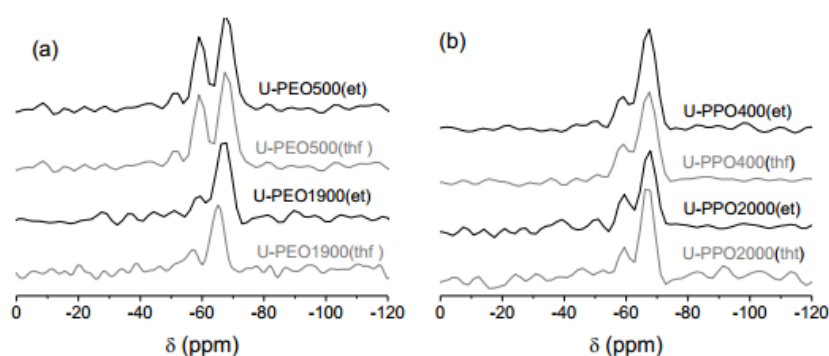 (a)
U-PEO500(et)
U-PEO500(thf )
U-PEO1900(et)
U-PEO1900(thf )
0 -20 -40 -60 -80 -100 -120
δ (ppm)
(b)
U-PPO400(et)
U-PPO400(thf)
U-PPO2000(et)
U-PPO2000(tht)
0 -20 -40 -60 -80 -100 -120
δ (ppm)